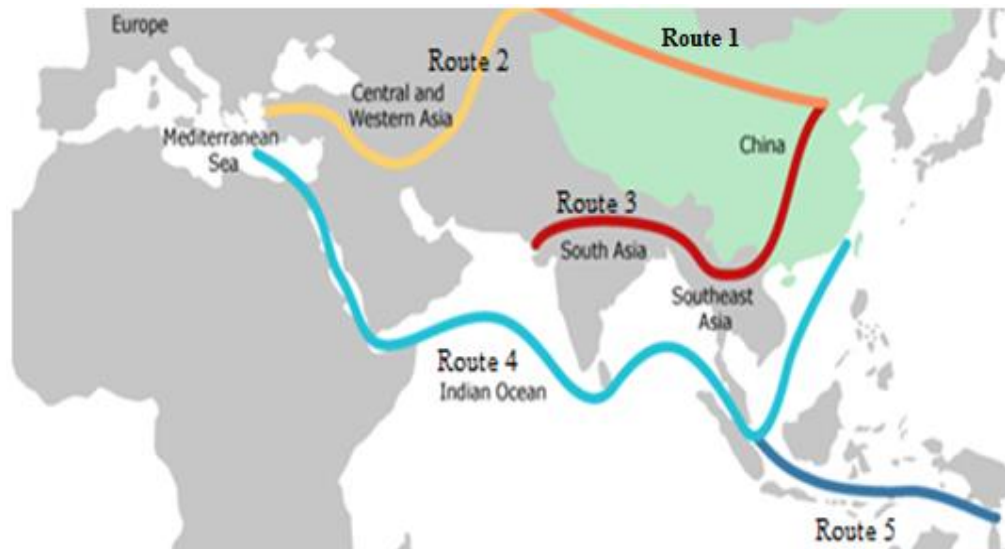 Europe
Route 1
Route 2
Central and
Western Asia
Mediterranean
Sea
China
Route 3
South Asia
Southeast
Asia
Route 4
Indian Ocean
Route 5